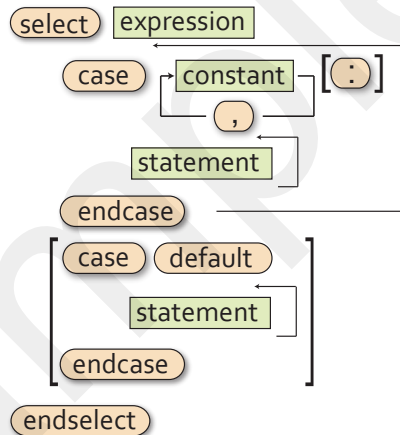 select expression
case constant [ : ]
,
statement
endcase
case default
statement
endcase
endselect